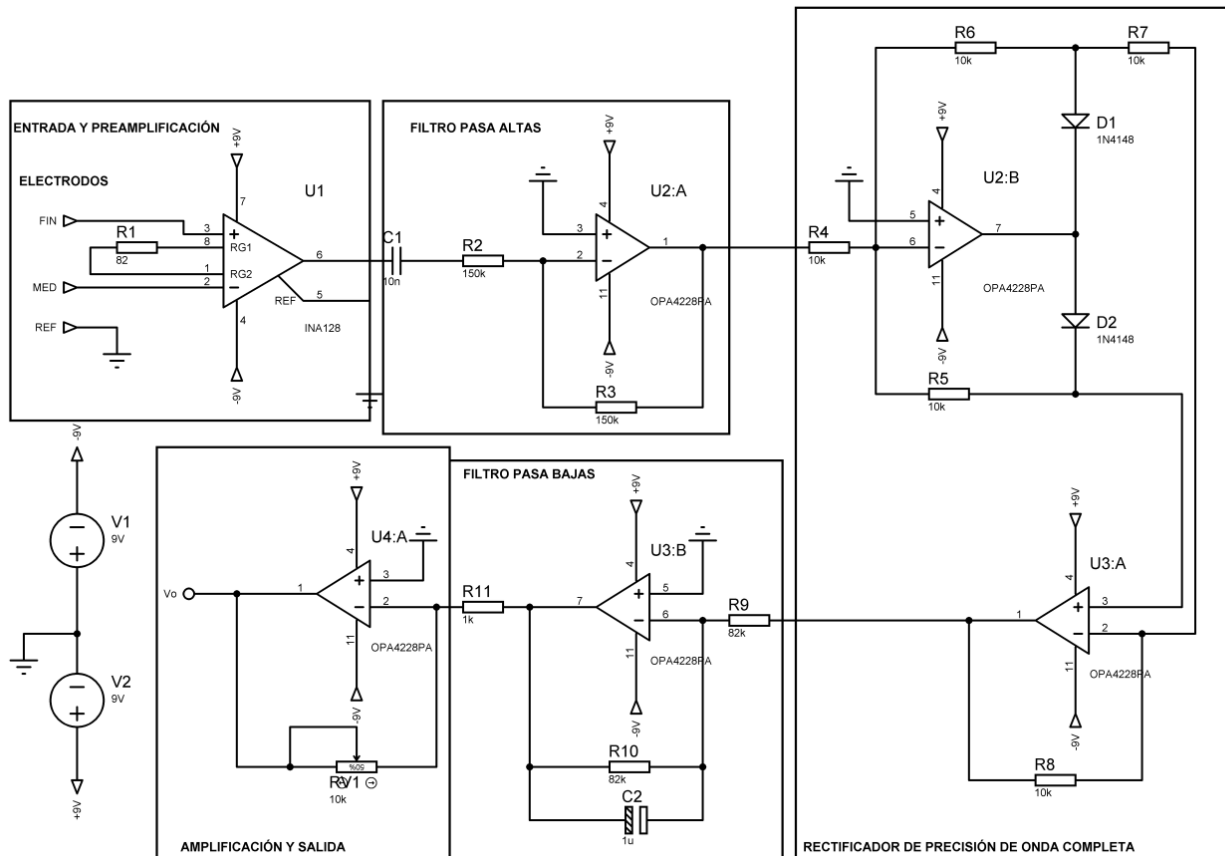 ENTRADA Y PREAMPLIFICACIÓN
ELECTRODOS
FIN
MED
REF
R1
82
+9V
7
3
8
RG1
1
RG2
2
4
-9V
6
REF
5
U1
INA128
FILTRO PASA ALTAS
C1
10n
R2
150k
+9V
4
3
2
11
-9V
1
U2:A
OPA4228PA
R3
150k
R4
10k
R6
10k
R7
10k
+9V
4
5
6
11
-9V
7
U2:B
OPA4228PA
D1
1N4148
D2
1N4148
R5
10k
+9V
4
3
2
11
-9V
1
U3:A
OPA4228PA
R8
10k
RECTIFICADOR DE PRECISIÓN DE ONDA COMPLETA
FILTRO PASA BAJAS
R9
82k
+9V
4
5
6
11
-9V
7
U3:B
OPA4228PA
R10
82k
C2
1u
R11
1k
+9V
4
3
2
11
-9V
1
U4:A
OPA4228PA
Vo
50%
RV1
10k
AMPLIFICACIÓN Y SALIDA
-9V
V1
9V
V2
9V
+9V